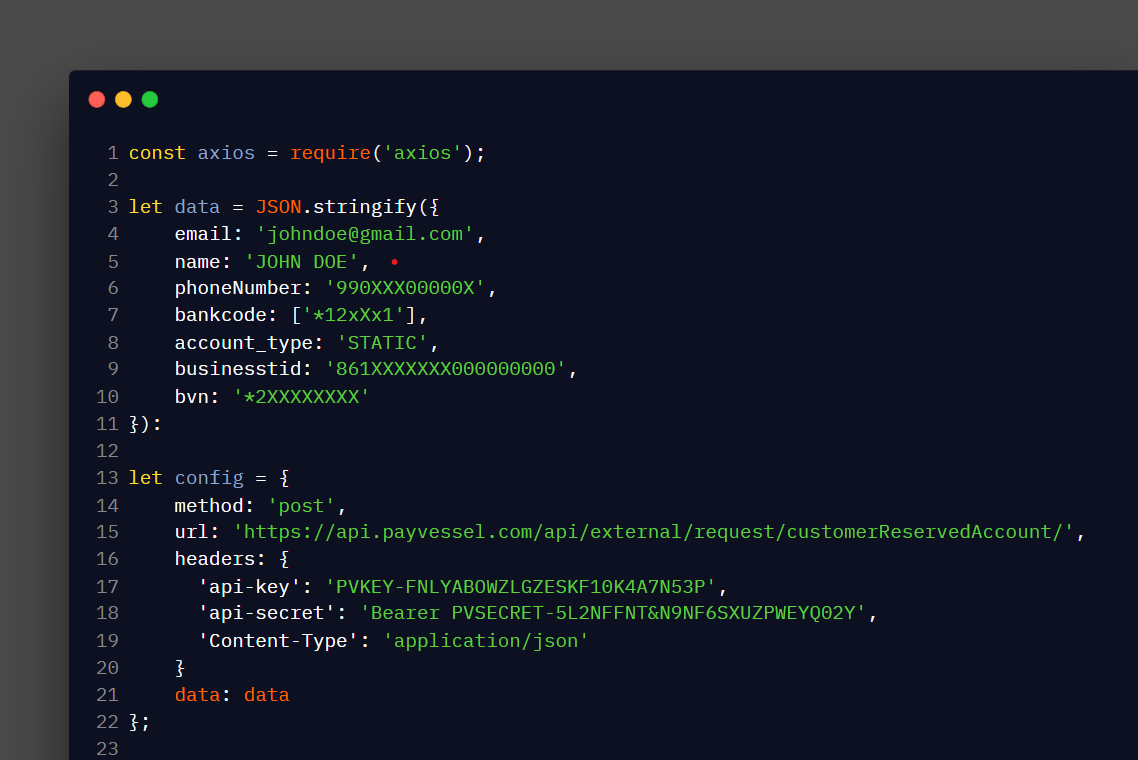 1 const axios = require('axios');
2
3 let data = JSON.stringify({
4     email: 'johndoe@gmail.com',
5     name: 'JOHN DOE',
6     phoneNumber: '990XXX00000X',
7     bankcode: ['*12xXx1'],
8     account_type: 'STATIC',
9     businesstid: '861XXXXXXX000000000',
10     bvn: '*2XXXXXXXX'
11 }):
12
13 let config = {
14     method: 'post',
15     url: 'https://api.payvessel.com/api/external/request/customerReservedAccount/',
16     headers: {
17       'api-key': 'PVKEY-FNLYABOWZLGZESKF10K4A7N53P',
18       'api-secret': 'Bearer PVSECRET-5L2NFFNT&N9NF6SXUZPWEYQ02Y',
19       'Content-Type': 'application/json'
20     }
21     data: data
22 };
23